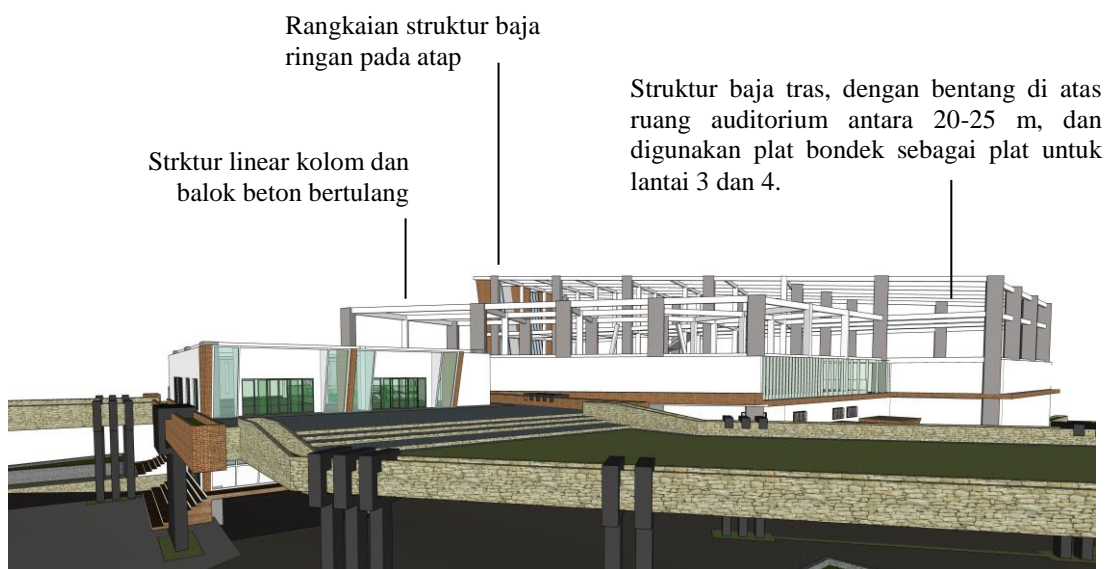 Rangkaian struktur baja
ringan pada atap
Struktur baja tras, dengan bentang di atas
ruang auditorium antara 20-25 m, dan
digunakan plat bondek sebagai plat untuk
lantai 3 dan 4.
Strktur linear kolom dan
balok beton bertulang